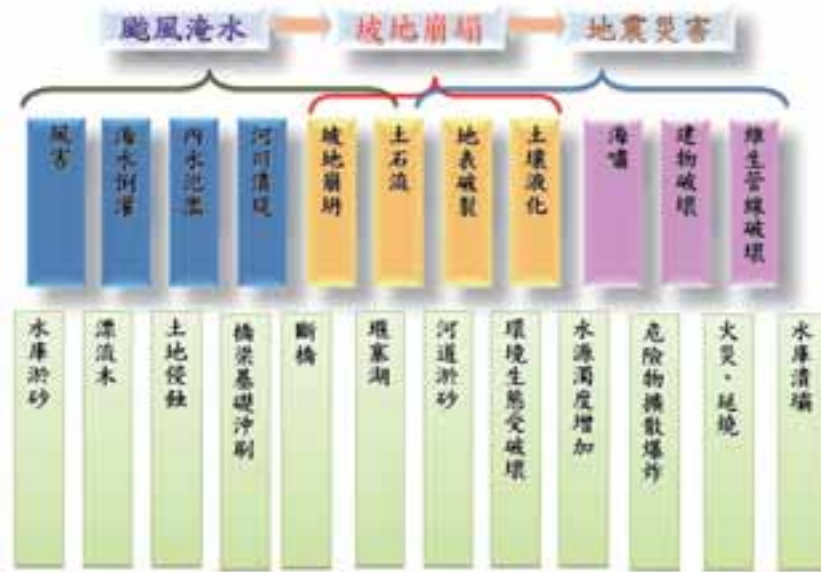 颱風淹水
坡地崩塌
地震災害
風害
海水倒灌
內水氾濫
河川潰堤
坡地崩坍
土石流
地表破裂
土壤液化
海嘯
建物破壞
維生管線破壞
水庫淤砂
漂流木
土地侵蝕
橋梁基礎沖刷
斷橋
堰塞湖
河道淤砂
環境生態受破壞
水源濁度增加
危險物擴散爆炸
火災、延燒
水庫潰壩